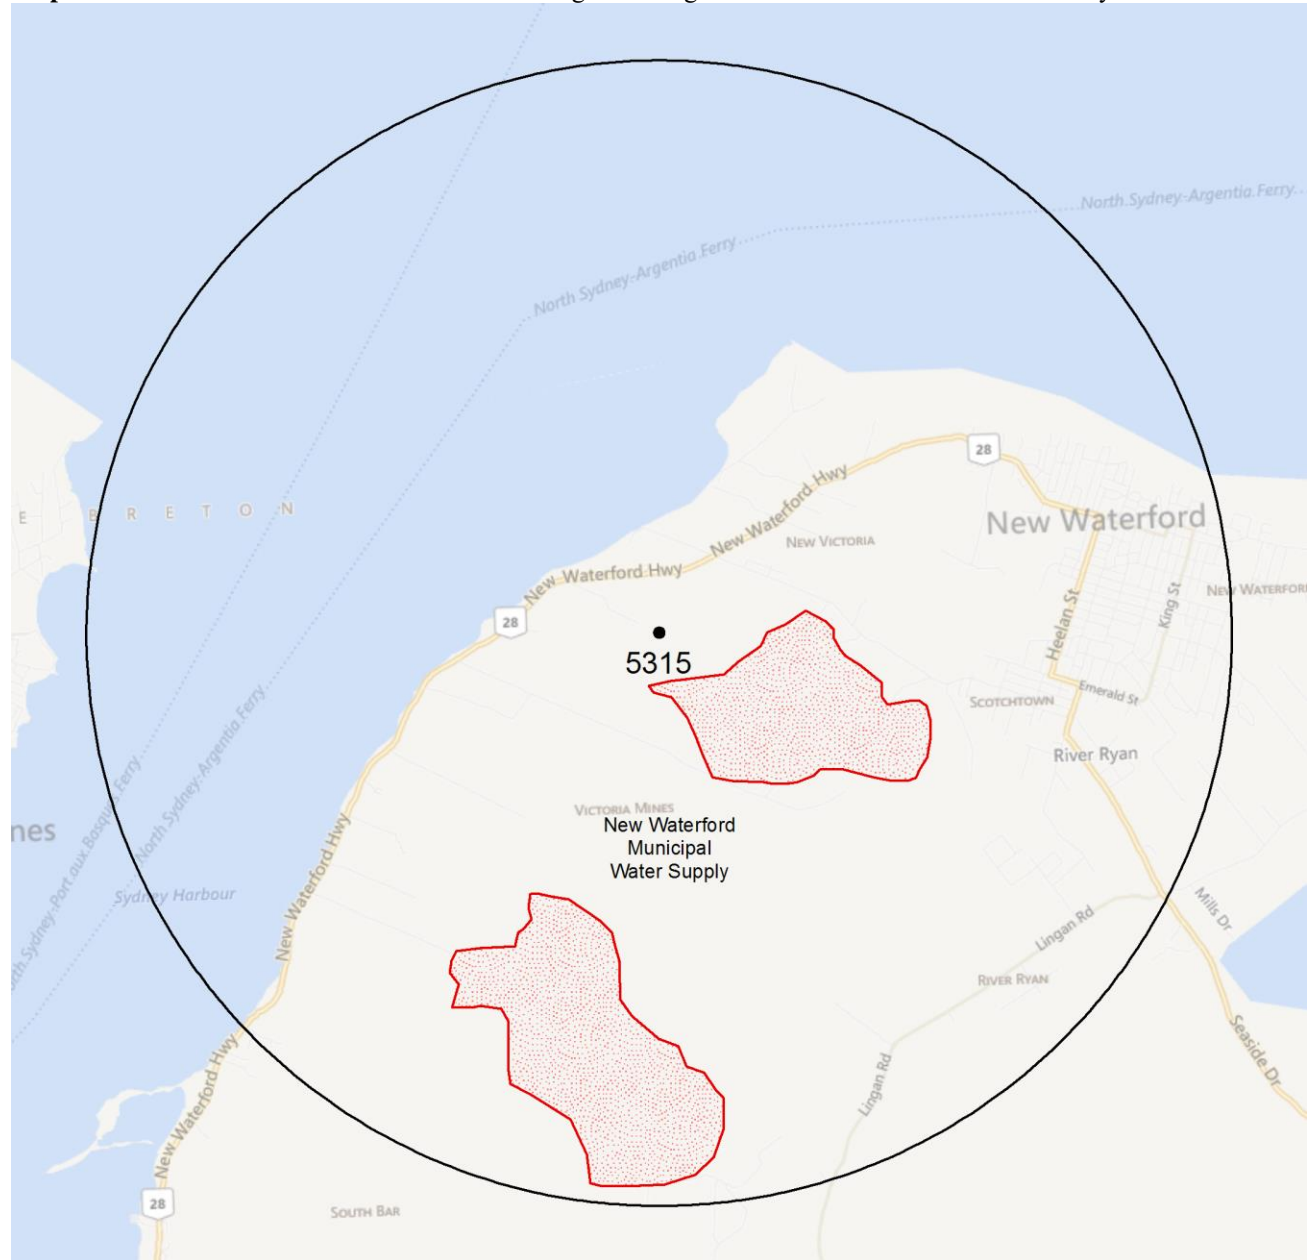 North Sydney-Argentia Ferry
North Sydney-Argentia Ferry
28
E BRETON
New Waterford Hwy
New Waterford
NEW VICTORIA
New Waterford Hwy
NEW WATERFORD
28
Heelan St
King St
5315
Emerald St
SCOTCHTOWN
River Ryan
North Sydney-Argentia Ferry
North Sydney-Port aux Basques Ferry
VICTORIA MINES
New Waterford
Municipal
Water Supply
nes
New Waterford Hwy
Sydney Harbour
Mills Dr
Lingan Rd
RIVER RYAN
Seaside Dr
Lingan Rd
New Waterford Hwy
28
SOUTH BAR